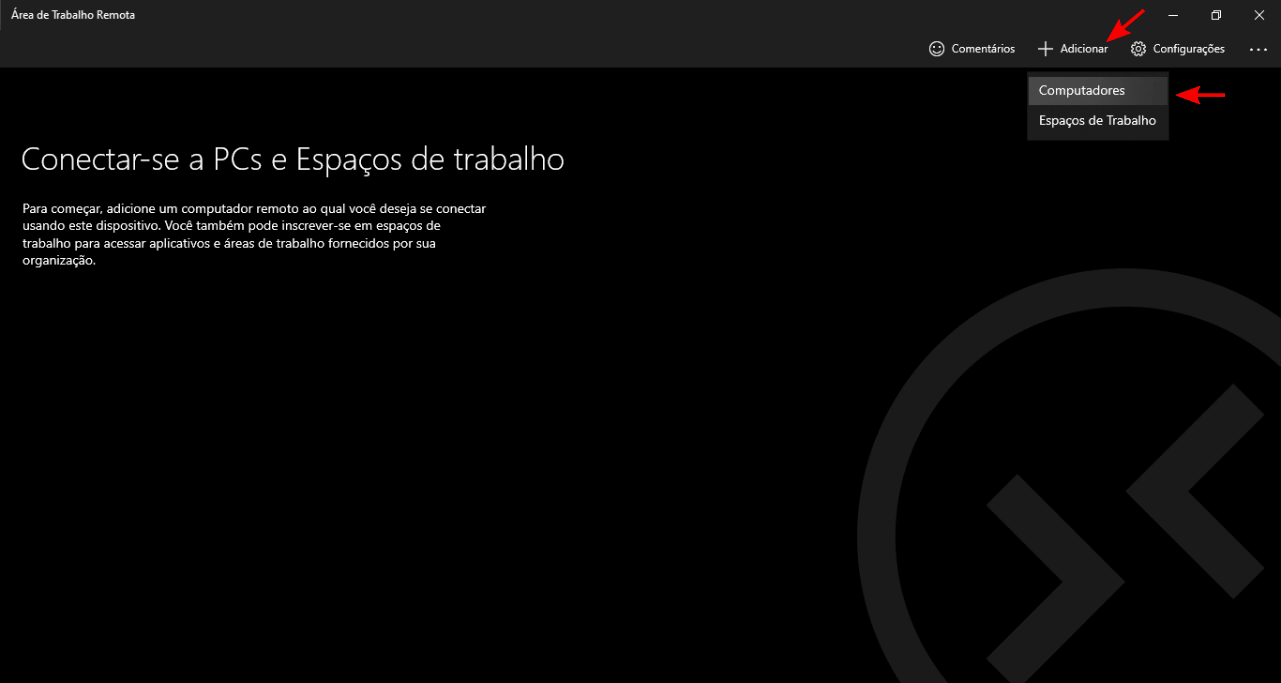 Área de Trabalho Remota
Comentários
Adicionar
Configurações
Computadores
Espaços de Trabalho
Conectar-se a PCs e Espaços de trabalho
Para começar, adicione um computador remoto ao qual você deseja se conectar
usando este dispositivo. Você também pode inscrever-se em espaços de
trabalho para acessar aplicativos e áreas de trabalho fornecidos por sua
organização.